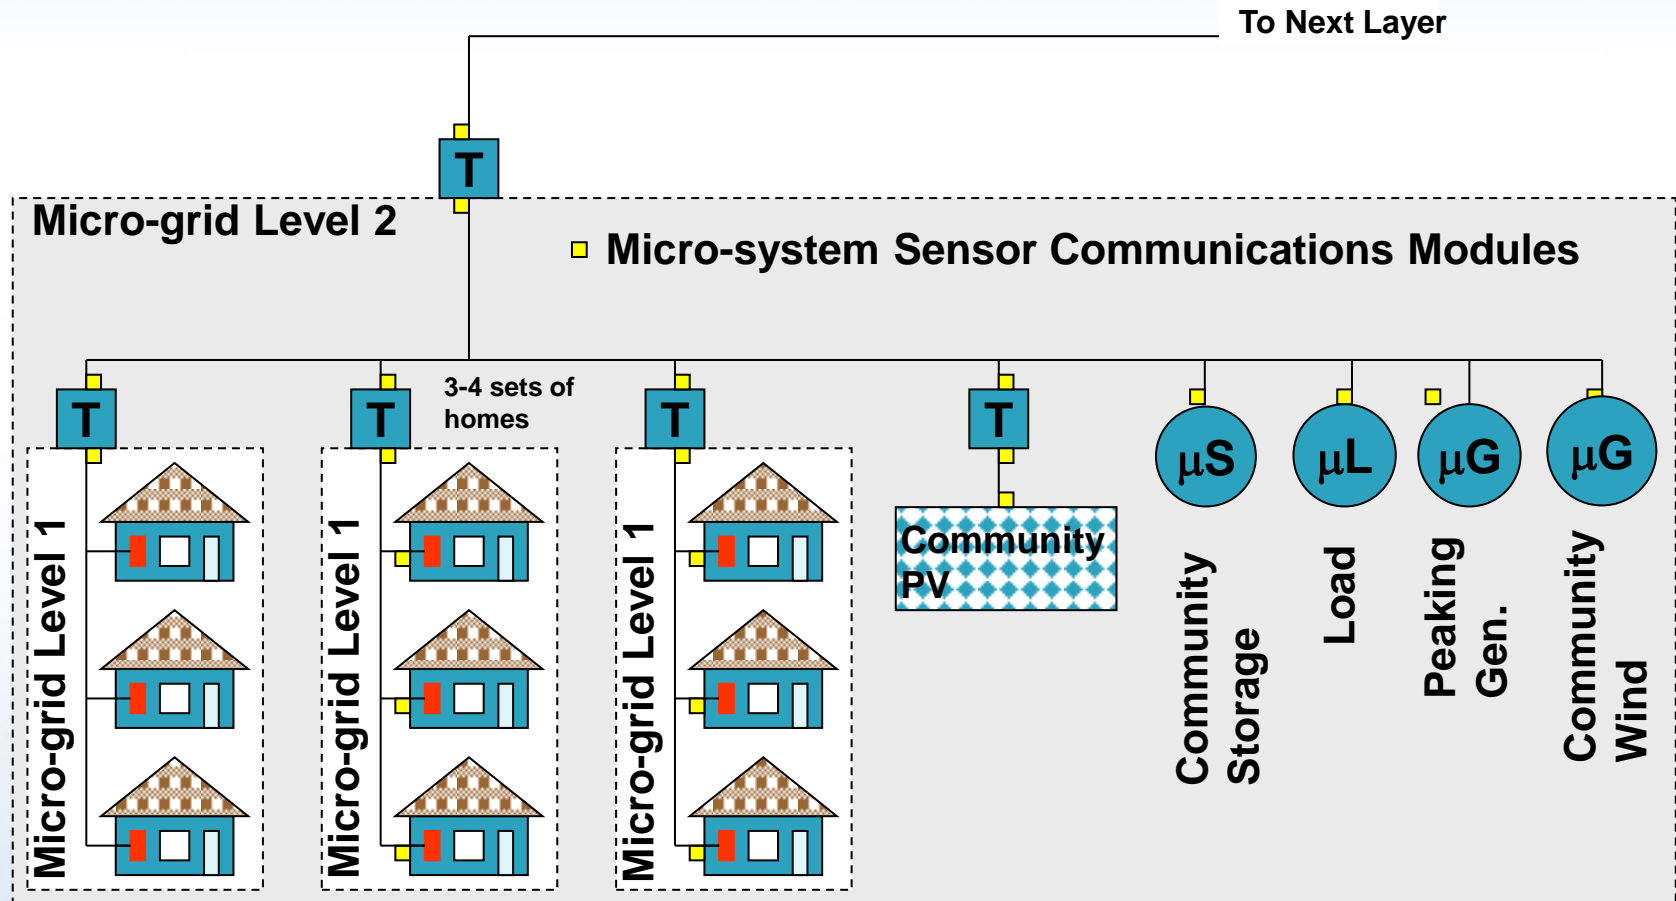 To Next Layer
T
Micro-grid Level 2
Micro-system Sensor Communications Modules
3-4 sets of
homes
T
T
T
T
μS
μL
μG
μG
Micro-grid Level 1
Micro-grid Level 1
Micro-grid Level 1
Community
PV
Community
Storage
Load
Peaking
Gen.
Community
Wind